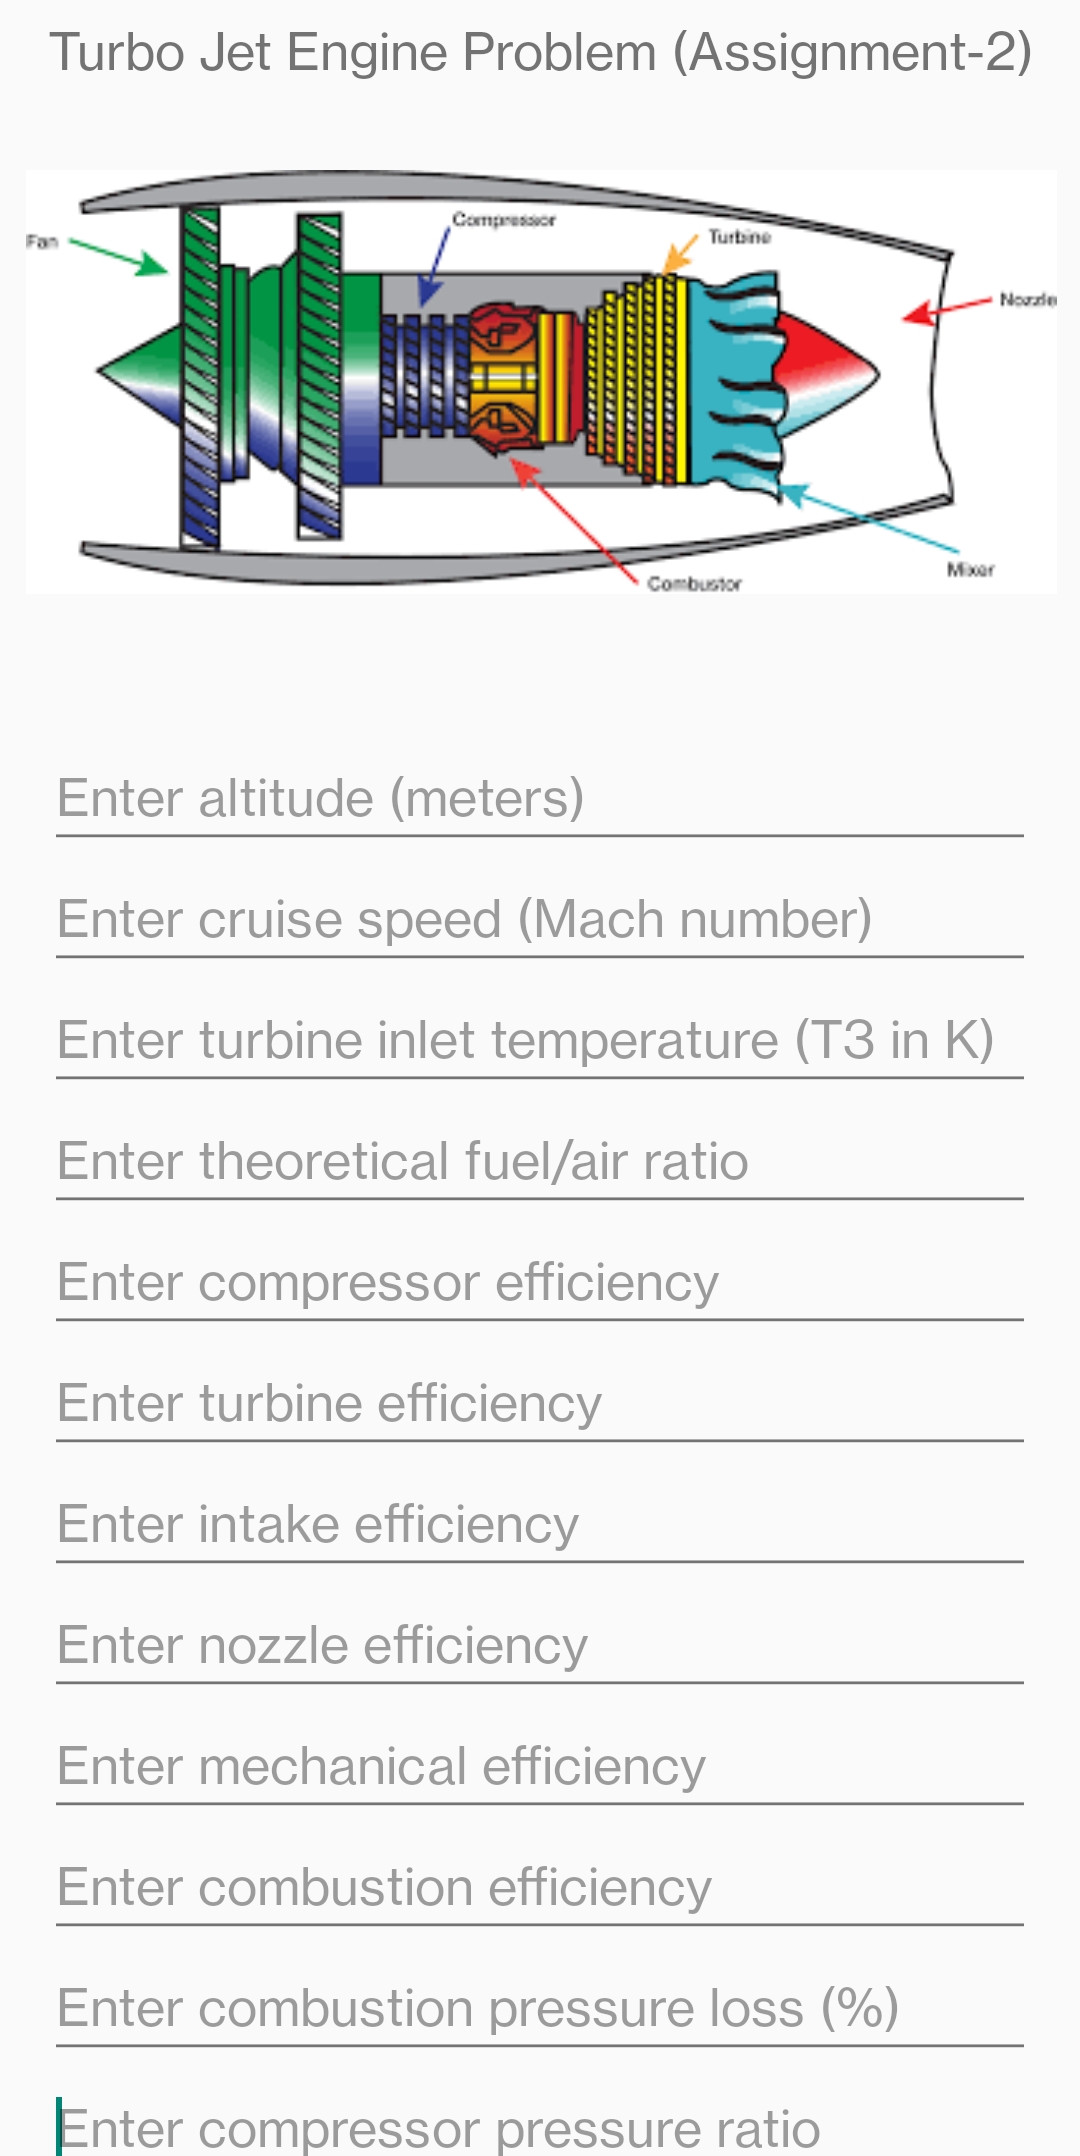 Turbo Jet Engine Problem (Assignment-2)
Compressor
Fan
Turbine
Nozzle
Mixer
Combustor
Enter altitude (meters)
Enter cruise speed (Mach number)
Enter turbine inlet temperature (T3 in K)
Enter theoretical fuel/air ratio
Enter compressor efficiency
Enter turbine efficiency
Enter intake efficiency
Enter nozzle efficiency
Enter mechanical efficiency
Enter combustion efficiency
Enter combustion pressure loss (%)
Enter compressor pressure ratio